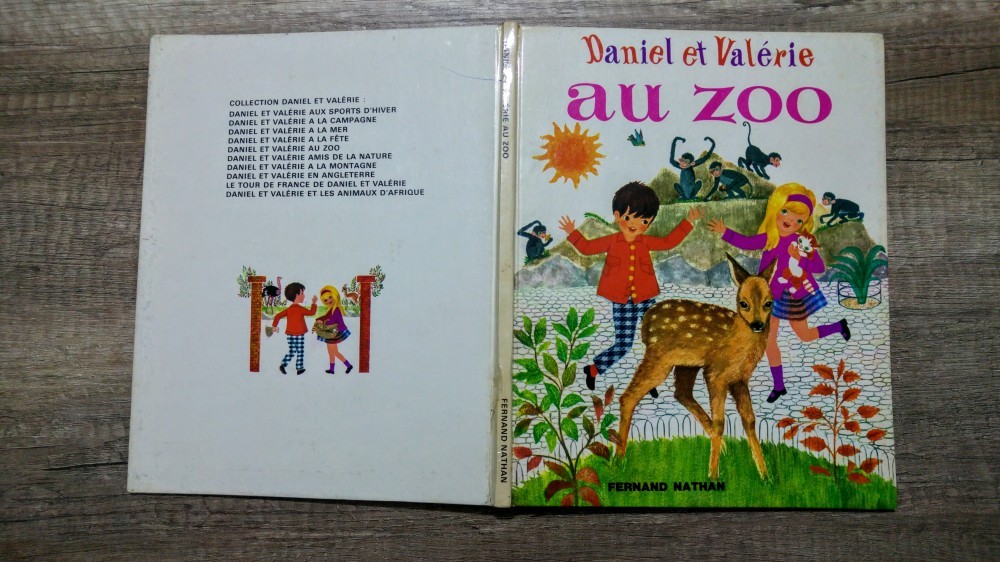 COLLECTION DANIEL ET VALÉRIE :
DANIEL ET VALÉRIE AUX SPORTS D'HIVER
DANIEL ET VALÉRIE A LA CAMPAGNE
DANIEL ET VALÉRIE A LA MER
DANIEL ET VALÉRIE A LA FÊTE
DANIEL ET VALÉRIE AU ZOO
DANIEL ET VALÉRIE AMIS DE LA NATURE
DANIEL ET VALÉRIE A LA MONTAGNE
DANIEL ET VALÉRIE EN ANGLETERRE
LE TOUR DE FRANCE DE DANIEL ET VALÉRIE
DANIEL ET VALÉRIE ET LES ANIMAUX D'AFRIQUE
AU ZOO
FERNAND NATHAN
Daniel et Valérie
au zoo
FERNAND NATHAN